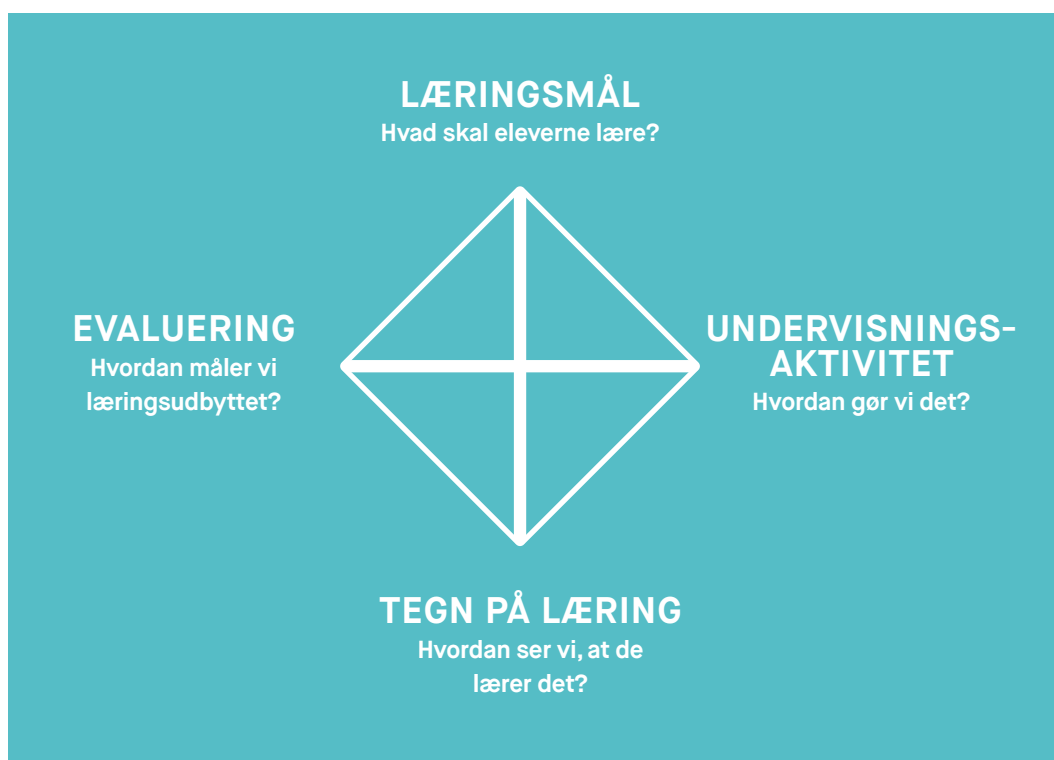 LÆRINGSMÅL
Hvad skal eleverne lære?
EVALUERING
Hvordan måler vi
læringsudbyttet?
UNDERVISNINGS-
AKTIVITET
Hvordan gør vi det?
TEGN PÅ LÆRING
Hvordan ser vi, at de
lærer det?